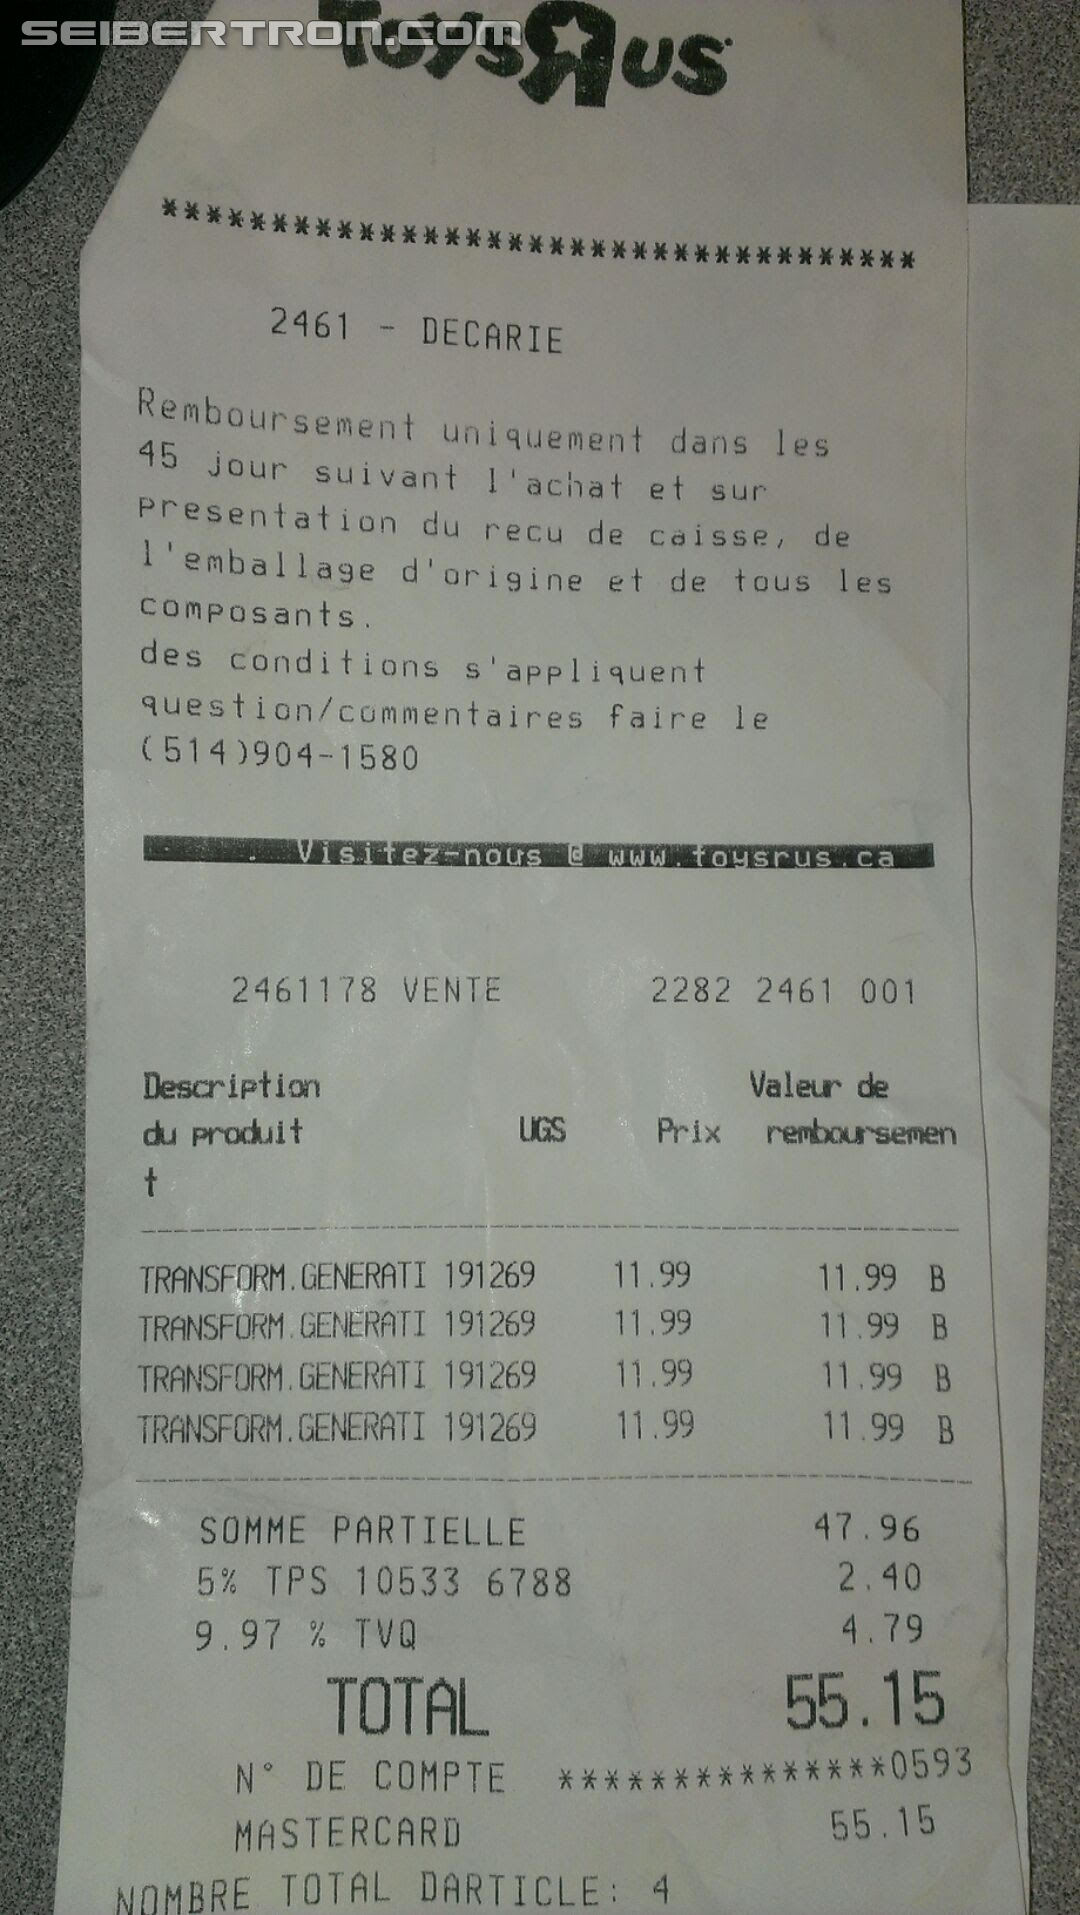 SEIBERTRON.COM
Toys R us
***********************************
2461 - DECARIE
Remboursement uniquement dans les
45 jour suivant l'achat et sur
presentation du recu de caisse, de
l'emballage d'origine et de tous les
composants.
des conditions s'appliquent
question/commentaires faire le
(514)904-1580
Visitez-nous @ www.toysrus.ca
2461178 VENTE 2282 2461 001
Description Valeur de
du produit UGS Prix remboursemen
t
TRANSFORM.GENERATI 191269 11.99 11.99 B
TRANSFORM.GENERATI 191269 11.99 11.99 B
TRANSFORM.GENERATI 191269 11.99 11.99 B
TRANSFORM.GENERATI 191269 11.99 11.99 B
SOMME PARTIELLE 47.96
5% TPS 10533 6788 2.40
9.97 % TVQ 4.79
TOTAL 55.15
N° DE COMPTE ***************0593
MASTERCARD 55.15
NOMBRE TOTAL DARTICLE: 4